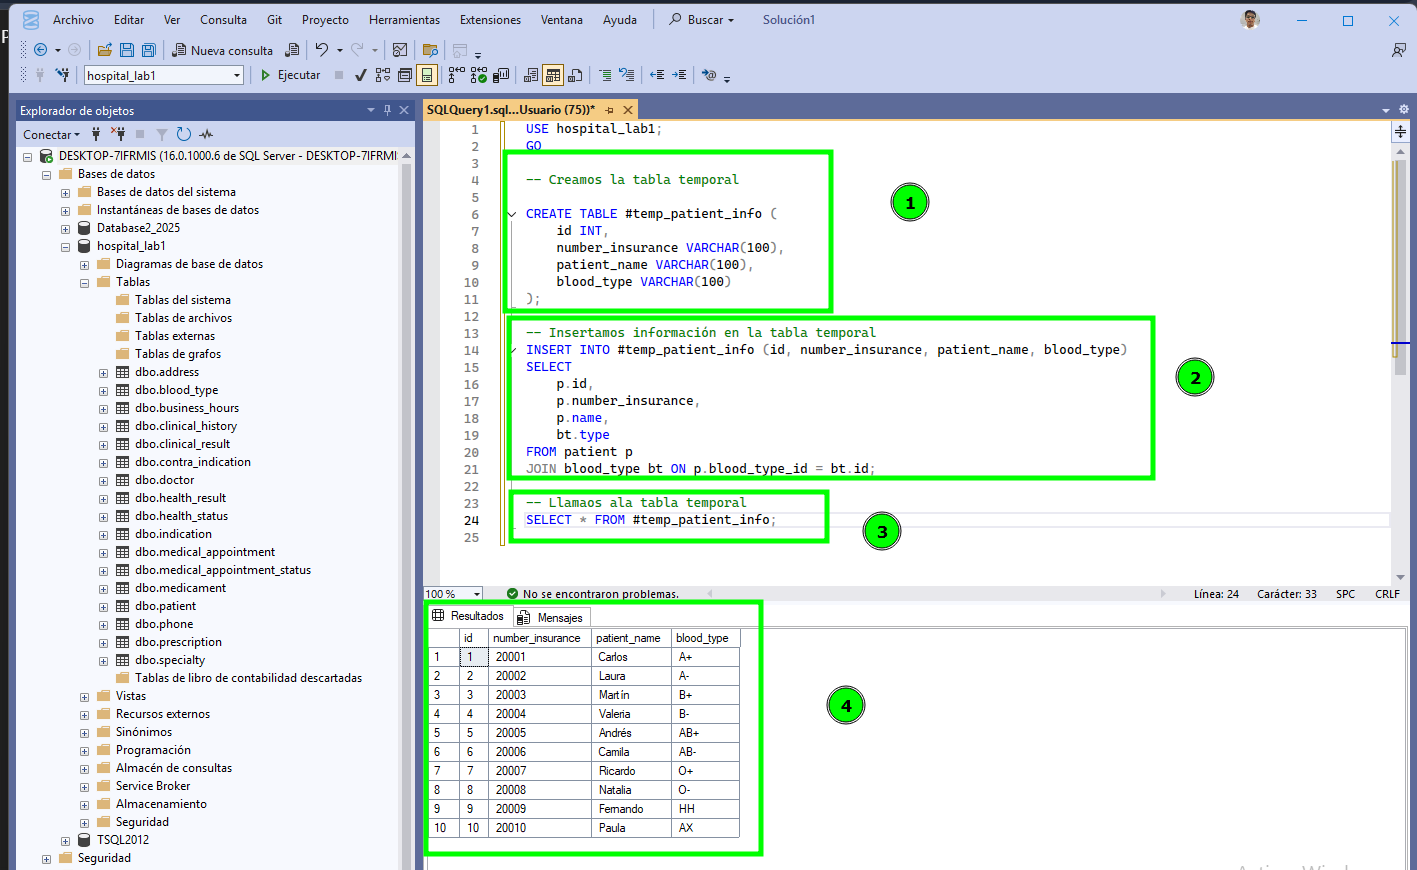 Archivo Editar Ver Consulta Git Proyecto Herramientas Extensiones Ventana Ayuda Buscar Solución1
Nueva consulta
hospital_lab1 Ejecutar
Explorador de objetos
Conectar
DESKTOP-7IFRMIS (16.0.1000.6 de SQL Server - DESKTOP-7IFRMIS
Bases de datos
Bases de datos del sistema
Instantáneas de bases de datos
Database2_2025
hospital_lab1
Diagramas de base de datos
Tablas
Tablas del sistema
Tablas de archivos
Tablas externas
Tablas de grafos
dbo.address
dbo.blood_type
dbo.business_hours
dbo.clinical_history
dbo.clinical_result
dbo.contra_indication
dbo.doctor
dbo.health_result
dbo.health_status
dbo.indication
dbo.medical_appointment
dbo.medical_appointment_status
dbo.medicament
dbo.patient
dbo.phone
dbo.prescription
dbo.specialty
Tablas de libro de contabilidad descartadas
Vistas
Recursos externos
Sinónimos
Programación
Almacén de consultas
Service Broker
Almacenamiento
Seguridad
TSQL2012
Seguridad
SQLQuery1.sql...Usuario (75))*
1 USE hospital_lab1;
2 GO
3
4 -- Creamos la tabla temporal
5
6 CREATE TABLE #temp_patient_info (
7 id INT,
8 number_insurance VARCHAR(100),
9 patient_name VARCHAR(100),
10 blood_type VARCHAR(100)
11 );
12
13 -- Insertamos información en la tabla temporal
14 INSERT INTO #temp_patient_info (id, number_insurance, patient_name, blood_type)
15 SELECT
16 p.id,
17 p.number_insurance,
18 p.name,
19 bt.type
20 FROM patient p
21 JOIN blood_type bt ON p.blood_type_id = bt.id;
22
23 -- Llamaos ala tabla temporal
24 SELECT * FROM #temp_patient_info;
25
1
2
3
100 % No se encontraron problemas. Línea: 24 Carácter: 33 SPC CRLF
Resultados Mensajes
id number_insurance patient_name blood_type
1 1 20001 Carlos A+
2 2 20002 Laura A-
3 3 20003 Martín B+
4 4 20004 Valeria B-
5 5 20005 Andrés AB+
6 6 20006 Camila AB-
7 7 20007 Ricardo O+
8 8 20008 Natalia O-
9 9 20009 Fernando HH
10 10 20010 Paula AX
4